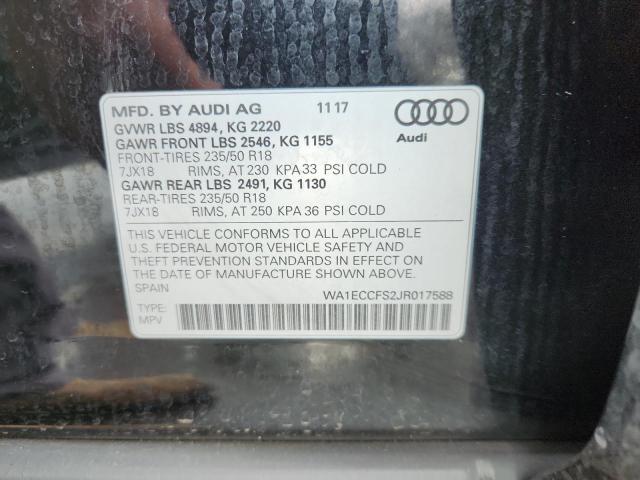 MFD. BY AUDI AG 11 17
GVWR LBS 4894, KG 2220
GAWR FRONT LBS 2546, KG 1155
FRONT-TIRES 235/50 R18
7JX18 RIMS, AT 230 KPA 33 PSI COLD
GAWR REAR LBS 2491, KG 1130
REAR-TIRES 235/50 R18
7JX18 RIMS, AT 250 KPA 36 PSI COLD
Audi
THIS VEHICLE CONFORMS TO ALL APPLICABLE
U.S. FEDERAL MOTOR VEHICLE SAFETY AND
THEFT PREVENTION STANDARDS IN EFFECT ON
THE DATE OF MANUFACTURE SHOWN ABOVE.
SPAIN WA1ECCFS2JR017588
TYPE:
MPV